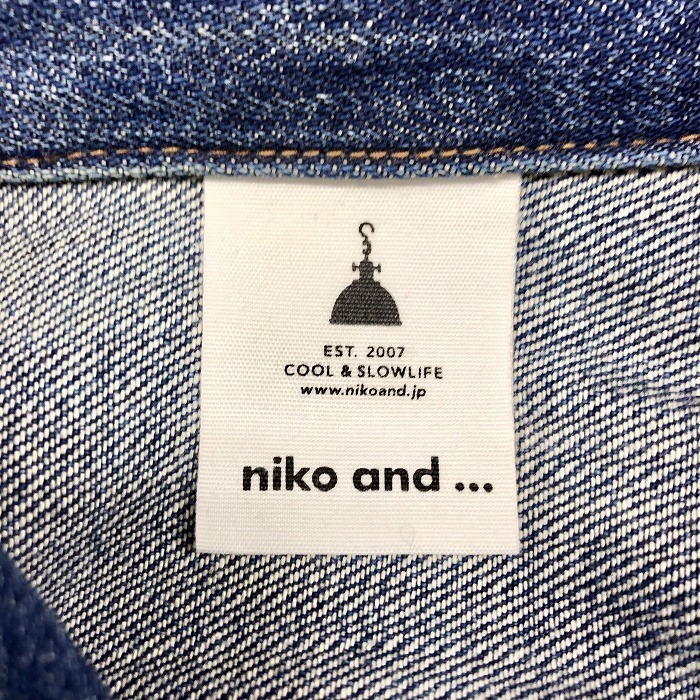 EST. 2007
COOL & SLOWLIFE
www.nikoand.jp
niko and ...